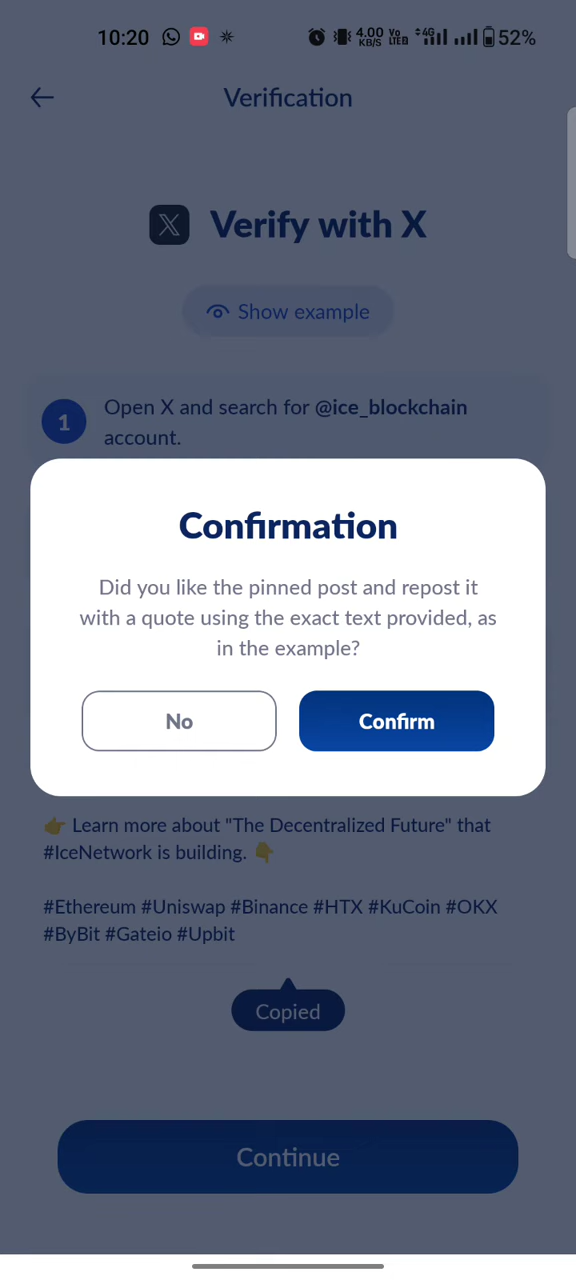 10:20 4.00 KB/S Vo LTE 4G 52%
Verification
Verify with X
Show example
1
Open X and search for @ice_blockchain
account.
Confirmation
Did you like the pinned post and repost it
with a quote using the exact text provided, as
in the example?
No Confirm
👉 Learn more about "The Decentralized Future" that
#IceNetwork is building. 👇
#Ethereum #Uniswap #Binance #HTX #KuCoin #OKX
#ByBit #Gateio #Upbit
Copied
Continue